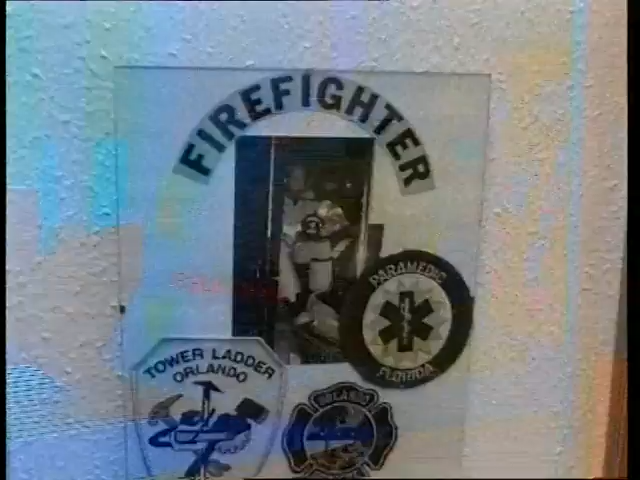 FIREFIGHTER
PARAMEDIC
FLORIDA
TOWER LADDER
ORLANDO
ORLANDO